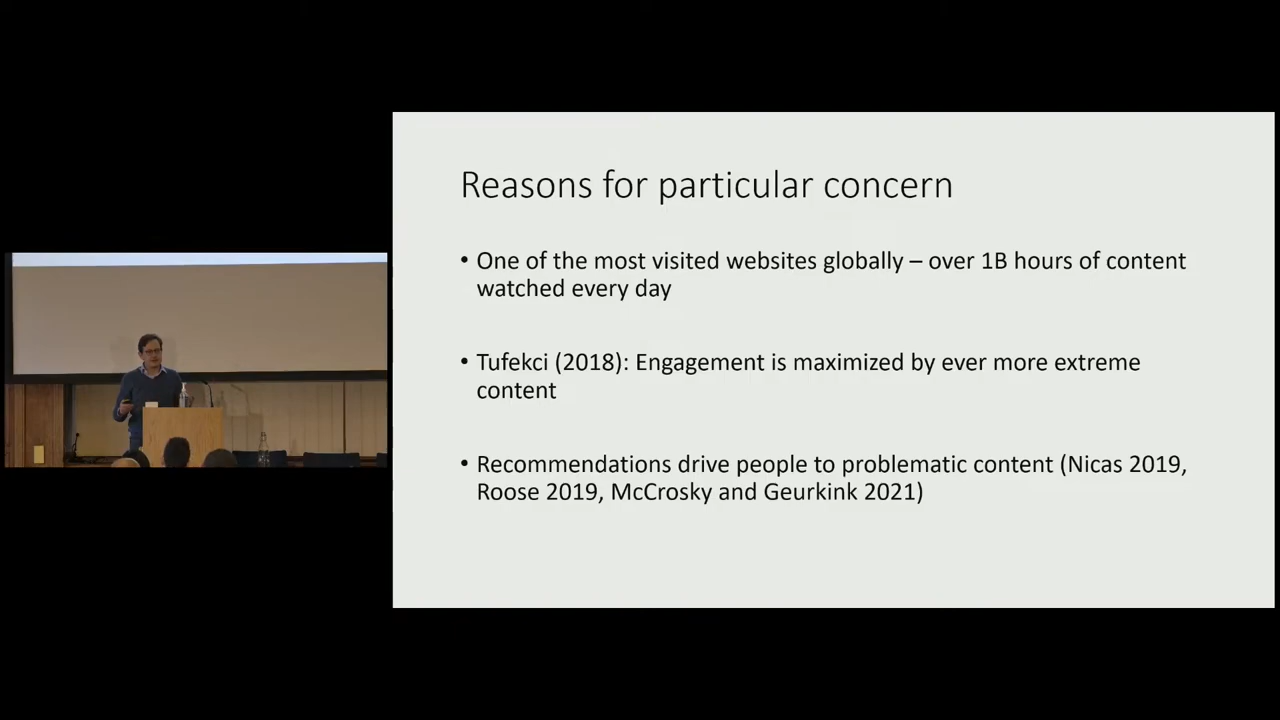 Reasons for particular concern
• One of the most visited websites globally – over 1B hours of content
watched every day
• Tufekci (2018): Engagement is maximized by ever more extreme
content
• Recommendations drive people to problematic content (Nicas 2019,
Roose 2019, McCrosky and Geurkink 2021)